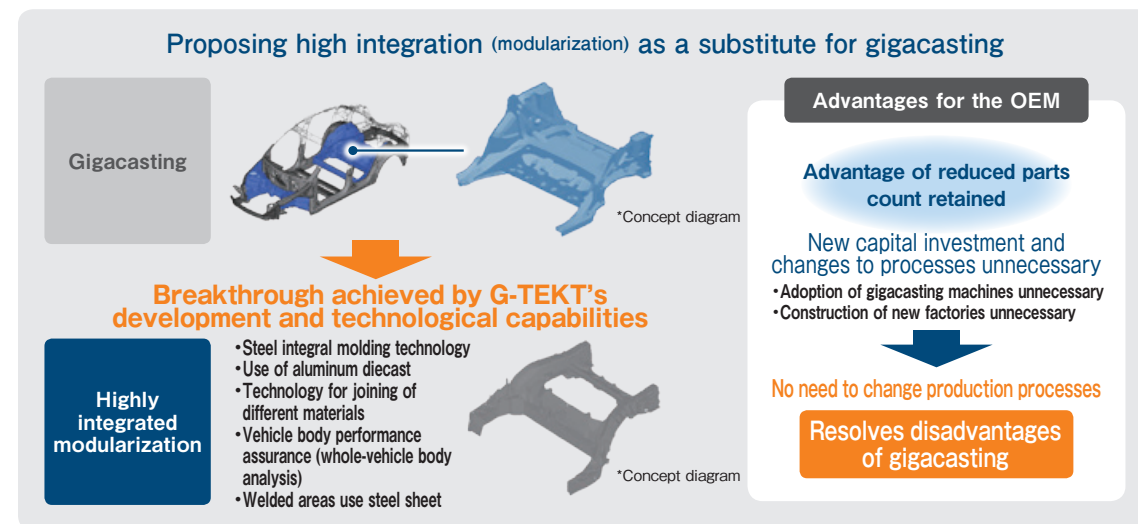 Proposing high integration (modularization) as a substitute for gigacasting
Gigacasting
*Concept diagram
Breakthrough achieved by G-TEKT's
development and technological capabilities
Highly
integrated
modularization
・Steel integral molding technology
・Use of aluminum diecast
・Technology for joining of
different materials
・Vehicle body performance
assurance (whole-vehicle body
analysis)
・Welded areas use steel sheet
*Concept diagram
Advantages for the OEM
Advantage of reduced parts
count retained
New capital investment and
changes to processes unnecessary
・Adoption of gigacasting machines unnecessary
・Construction of new factories unnecessary
No need to change production processes
Resolves disadvantages
of gigacasting